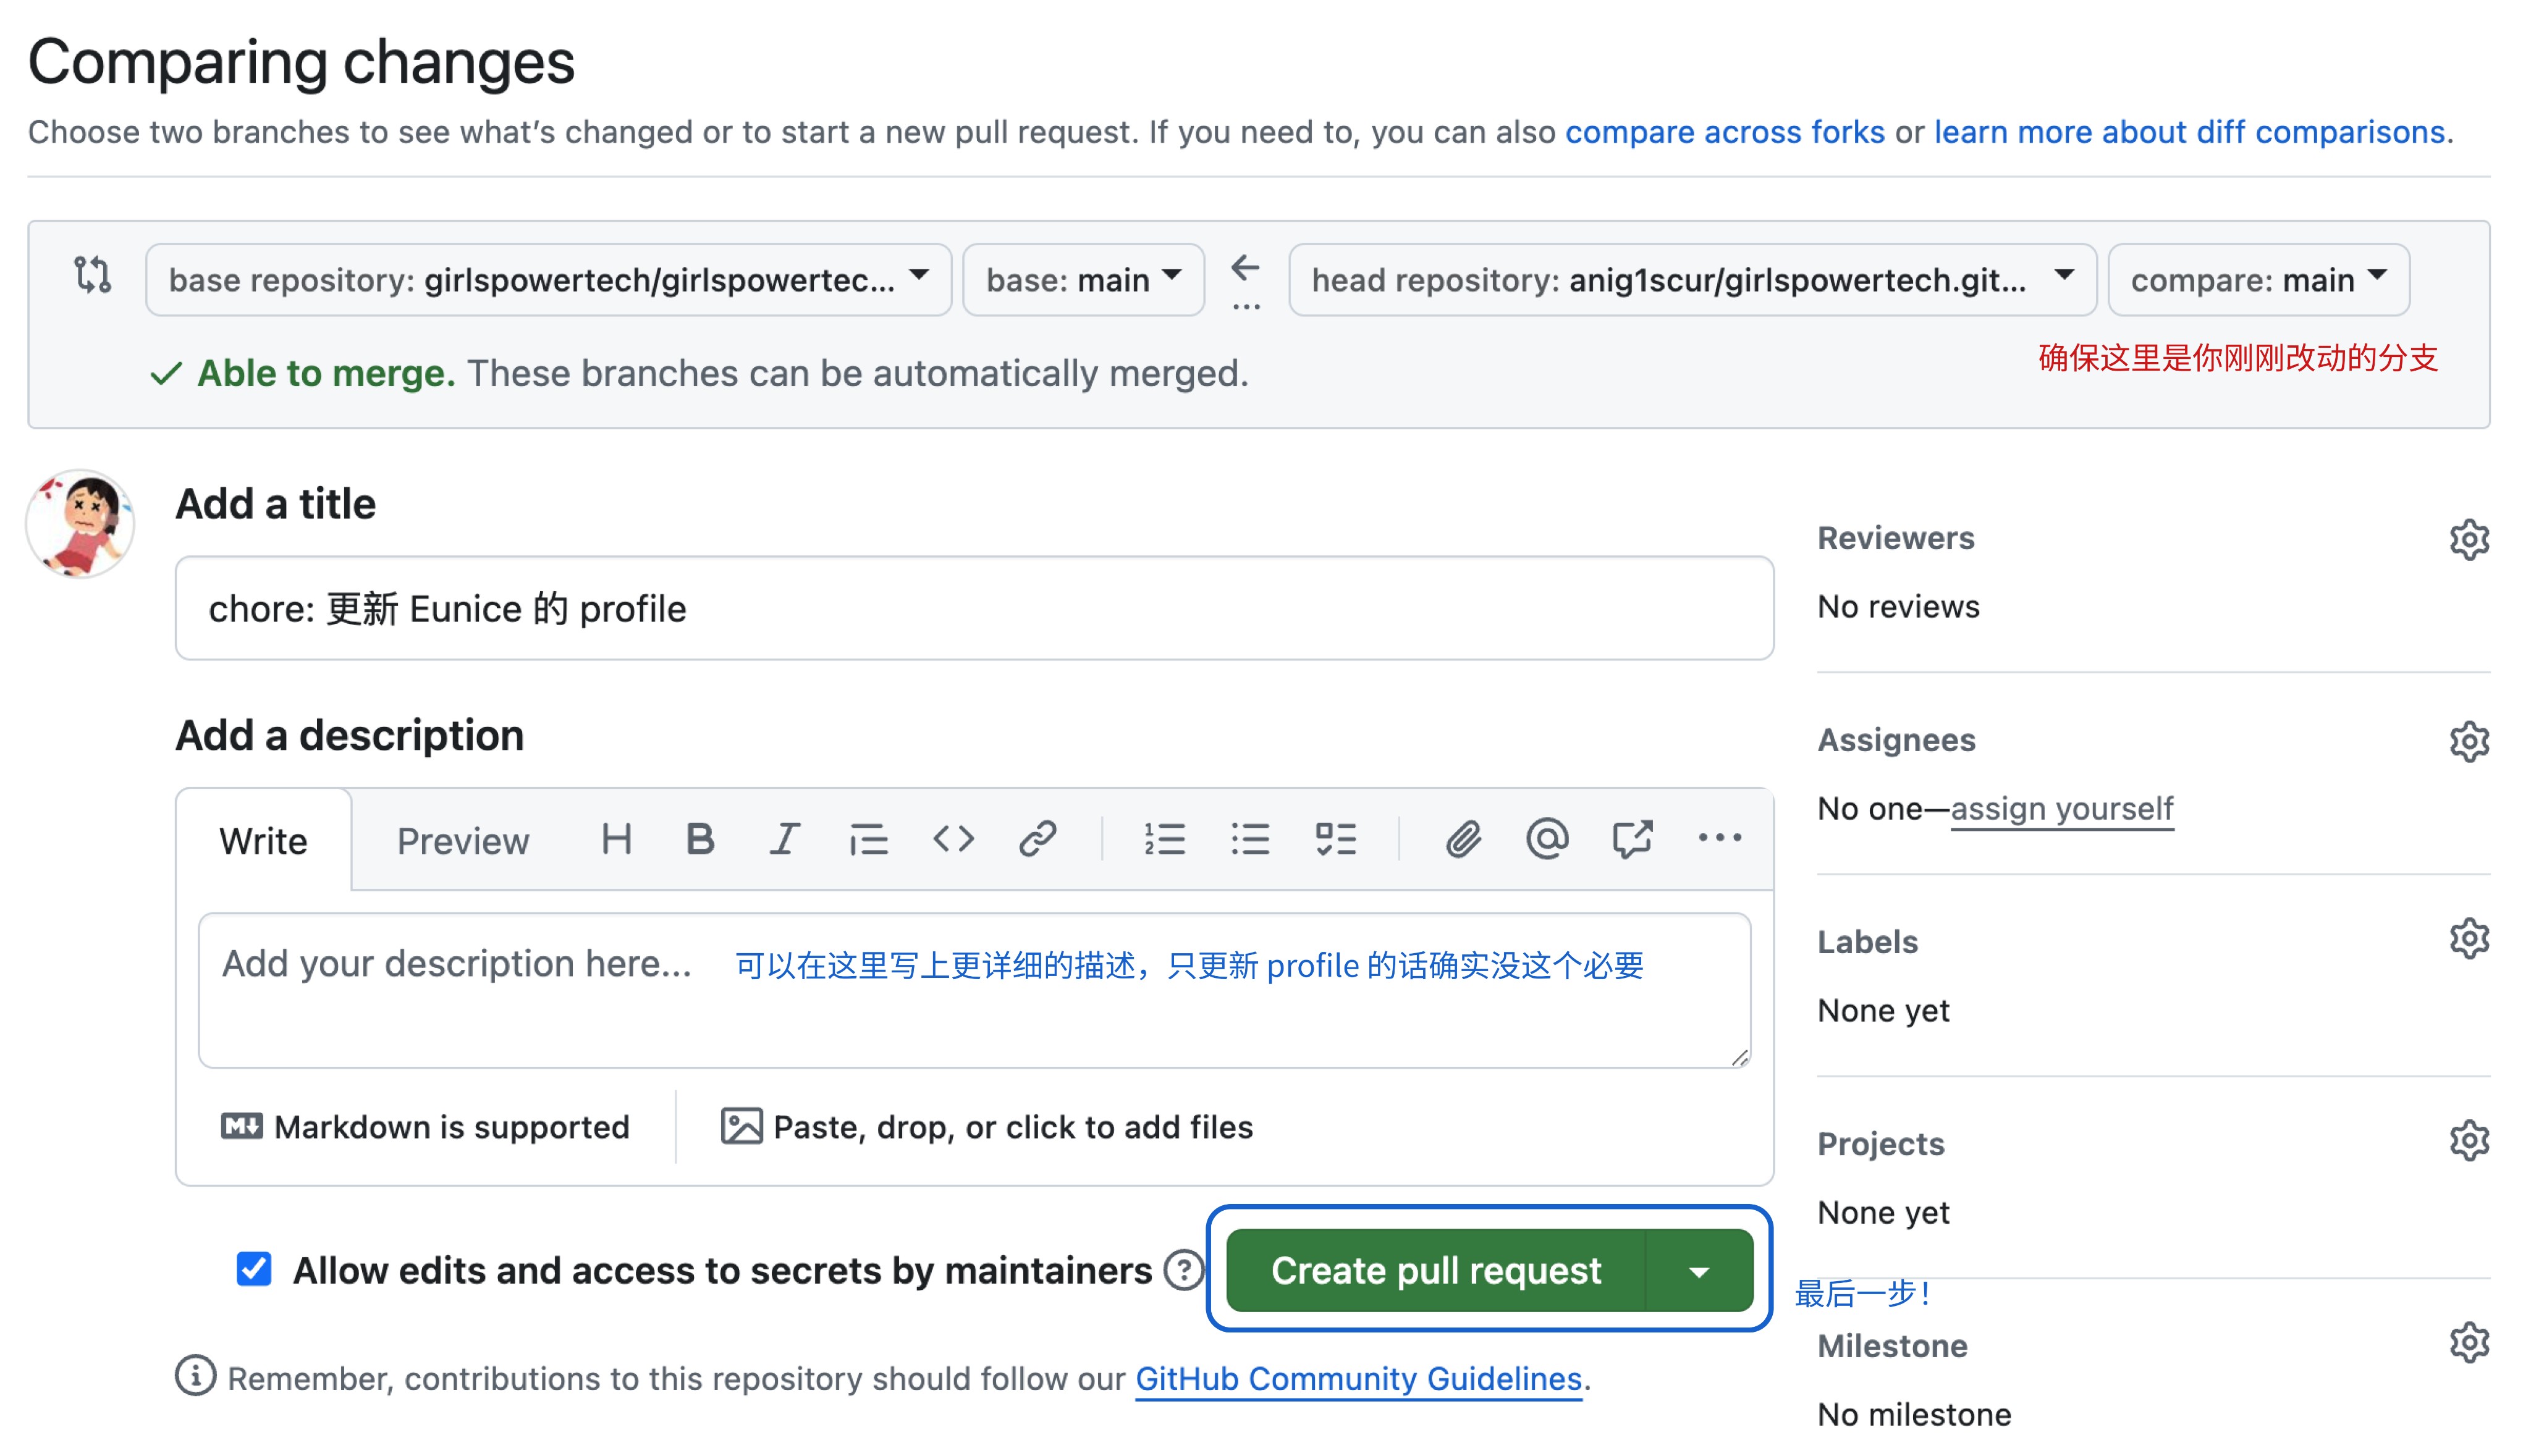 Comparing changes
Choose two branches to see what's changed or to start a new pull request. If you need to, you can also compare across forks or learn more about diff comparisons.
base repository: girlspowertech/girlspowertec... base: main ... head repository: anig1scur/girlspowertech.git... compare: main
Able to merge. These branches can be automatically merged.
确保这里是你刚刚改动的分支
Add a title
chore: 更新 Eunice 的 profile
Add a description
Write Preview H B I
Add your description here... 可以在这里写上更详细的描述，只更新 profile 的话确实没这个必要
Markdown is supported Paste, drop, or click to add files
Allow edits and access to secrets by maintainers Create pull request
最后一步！
Remember, contributions to this repository should follow our GitHub Community Guidelines.
Reviewers
No reviews
Assignees
No one—assign yourself
Labels
None yet
Projects
None yet
Milestone
No milestone